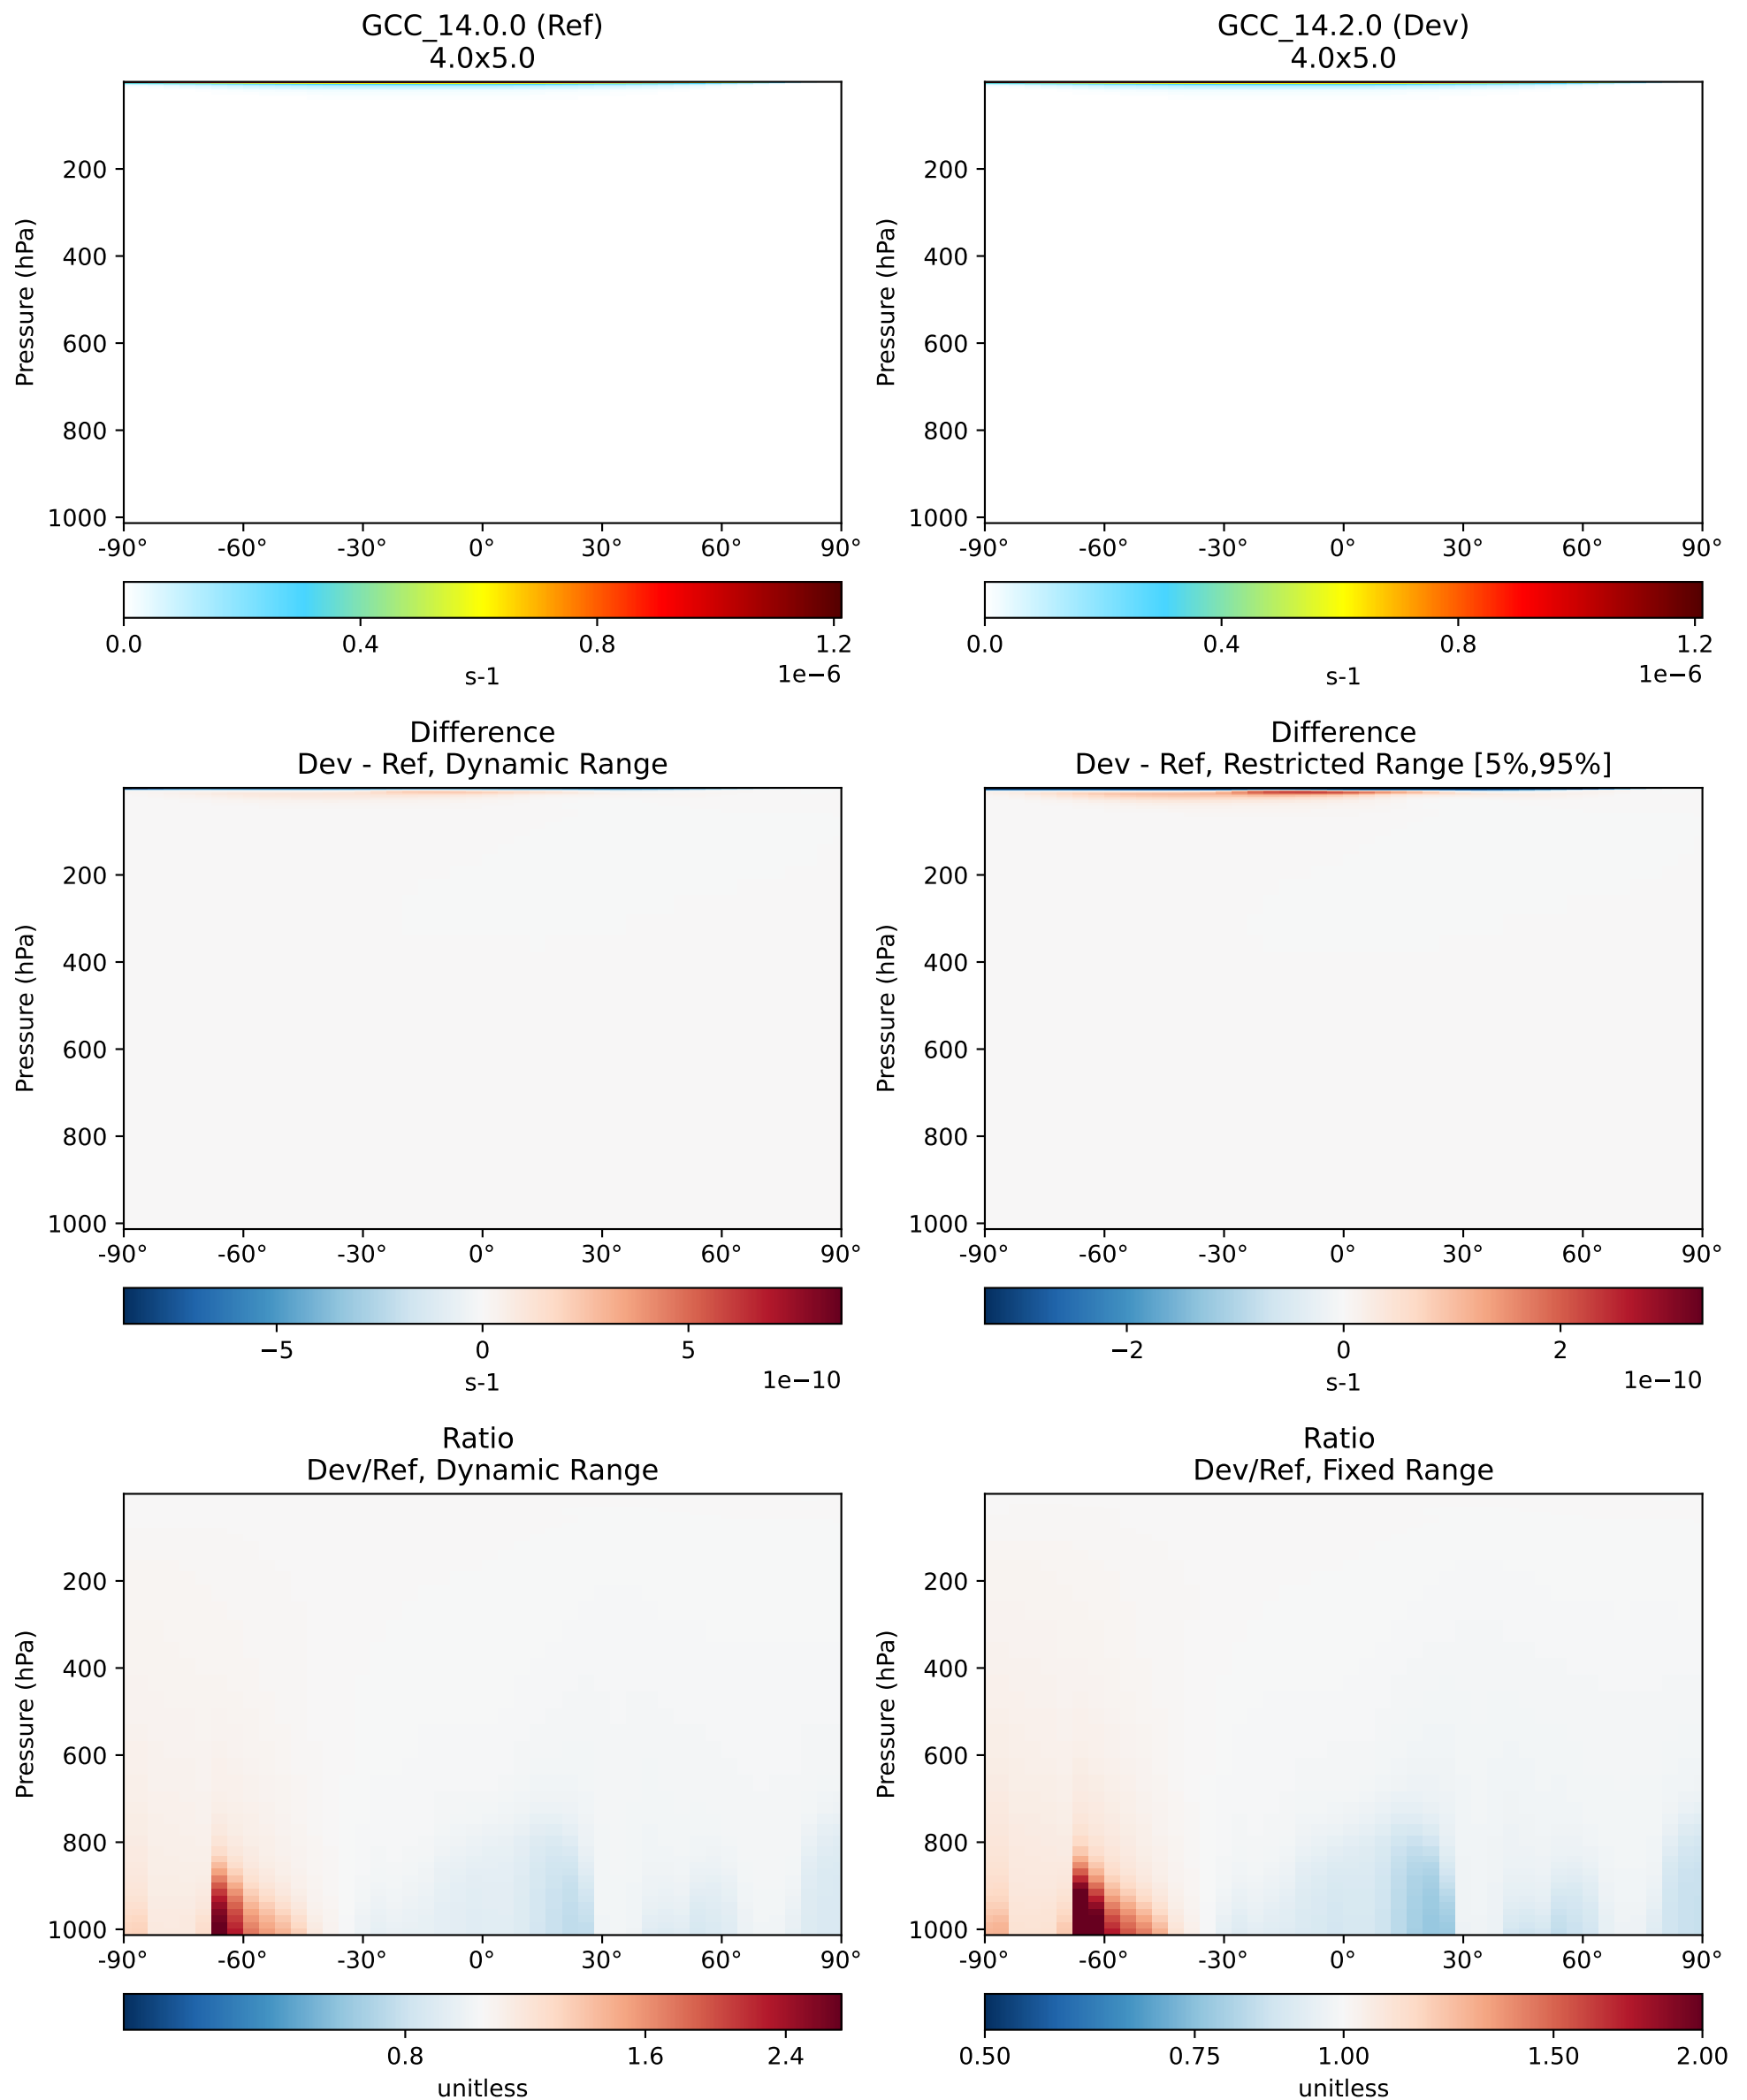 GCC_14.0.0 (Ref)
4.0x5.0
Pressure (hPa)
200
400
600
800
1000
-90° -60° -30° 0° 30° 60° 90°
0.0 0.4 0.8 1.2
1e−6
s-1
GCC_14.2.0 (Dev)
4.0x5.0
Pressure (hPa)
200
400
600
800
1000
-90° -60° -30° 0° 30° 60° 90°
0.0 0.4 0.8 1.2
1e−6
s-1
Difference
Dev - Ref, Dynamic Range
Pressure (hPa)
200
400
600
800
1000
-90° -60° -30° 0° 30° 60° 90°
−5 0 5
1e−10
s-1
Difference
Dev - Ref, Restricted Range [5%,95%]
Pressure (hPa)
200
400
600
800
1000
-90° -60° -30° 0° 30° 60° 90°
−2 0 2
1e−10
s-1
Ratio
Dev/Ref, Dynamic Range
Pressure (hPa)
200
400
600
800
1000
-90° -60° -30° 0° 30° 60° 90°
0.8 1.6 2.4
unitless
Ratio
Dev/Ref, Fixed Range
Pressure (hPa)
200
400
600
800
1000
-90° -60° -30° 0° 30° 60° 90°
0.50 0.75 1.00 1.50 2.00
unitless